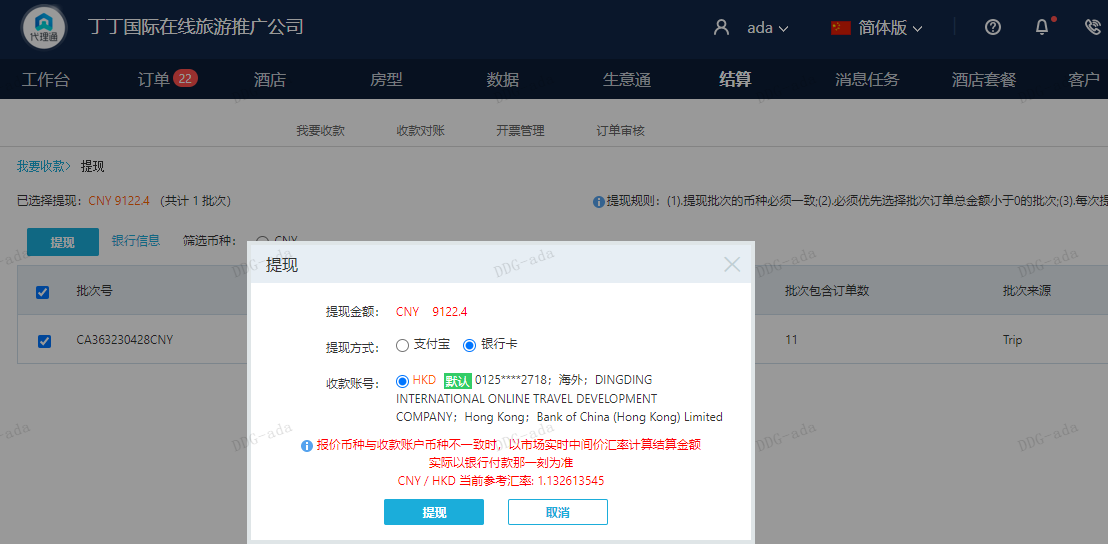 代理通
丁丁国际在线旅游推广公司
ada
简体版
工作台
订单 22
酒店
房型
数据
生意通
结算
消息任务
酒店套餐
客户
我要收款
收款对账
开票管理
订单审核
我要收款> 提现
已选择提现：CNY 9122.4 （共计 1 批次）
提现规则：(1).提现批次的币种必须一致;(2).必须优先选择批次订单总金额小于0的批次;(3).每次提
提现
银行信息
筛选币种：
CNY
批次号
批次包含订单数
批次来源
CA363230428CNY
11
Trip
提现
提现金额： CNY 9122.4
提现方式： 支付宝 银行卡
收款账号： HKD 默认 0125****2718；海外；DINGDING
INTERNATIONAL ONLINE TRAVEL DEVELOPMENT
COMPANY；Hong Kong；Bank of China (Hong Kong) Limited
报价币种与收款账户币种不一致时，以市场实时中间价汇率计算结算金额
实际以银行付款那一刻为准
CNY / HKD 当前参考汇率: 1.132613545
提现
取消
DDG-ada
DDG-ada
DDG-ada
DDG-ada
DDG-ada
DDG-ada